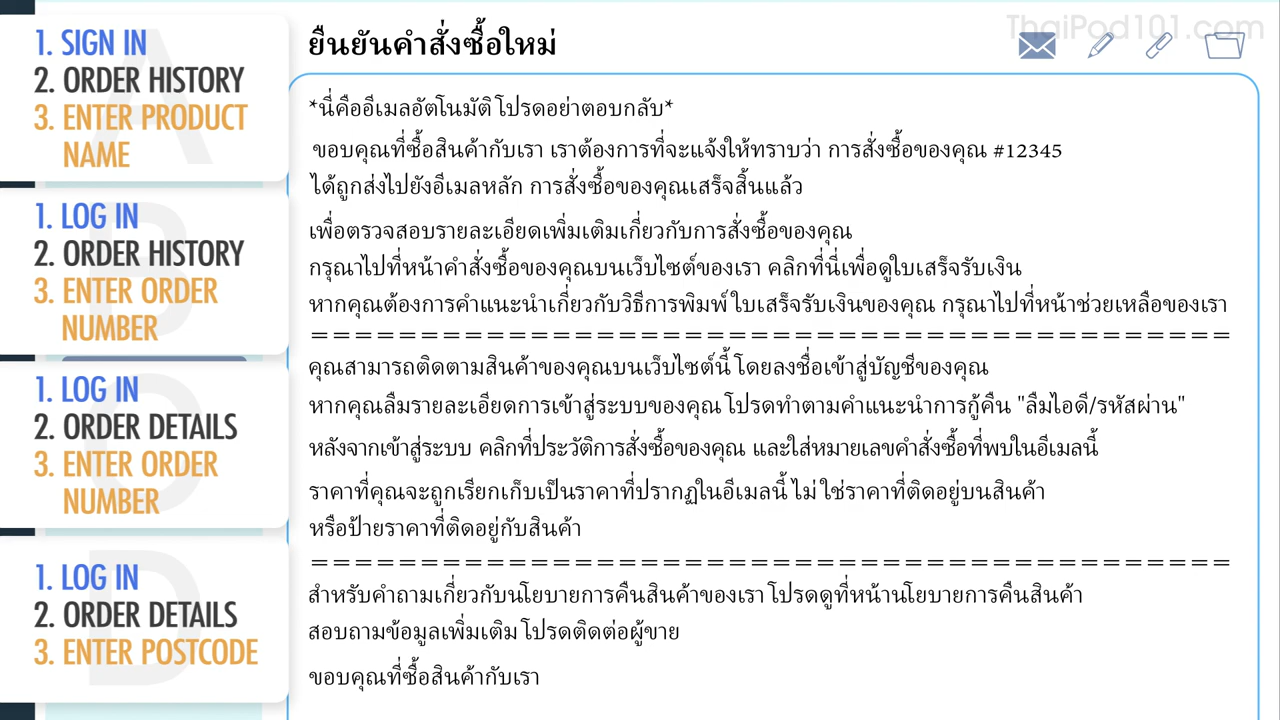 1. SIGN IN
2. ORDER HISTORY
3. ENTER PRODUCT
NAME
A
1. LOG IN
2. ORDER HISTORY
3. ENTER ORDER
NUMBER
B
1. LOG IN
2. ORDER DETAILS
3. ENTER ORDER
NUMBER
C
1. LOG IN
2. ORDER DETAILS
3. ENTER POSTCODE
D
ยืนยันคำสั่งซื้อใหม่
ThaiPod101.com
*นี่คืออีเมลอัตโนมัติ โปรดอย่าตอบกลับ*
ขอบคุณที่ซื้อสินค้ากับเรา เราต้องการที่จะแจ้งให้ทราบว่า การสั่งซื้อของคุณ #12345
ได้ถูกส่งไปยังอีเมลหลัก การสั่งซื้อของคุณเสร็จสิ้นแล้ว
เพื่อตรวจสอบรายละเอียดเพิ่มเติมเกี่ยวกับการสั่งซื้อของคุณ
กรุณาไปที่หน้าคำสั่งซื้อของคุณบนเว็บไซต์ของเรา คลิกที่นี่เพื่อดูใบเสร็จรับเงิน
หากคุณต้องการคำแนะนำเกี่ยวกับวิธีการพิมพ์ใบเสร็จรับเงินของคุณ กรุณาไปที่หน้าช่วยเหลือของเรา
==========================================
คุณสามารถติดตามสินค้าของคุณบนเว็บไซต์นี้ โดยลงชื่อเข้าสู่บัญชีของคุณ
หากคุณลืมรายละเอียดการเข้าสู่ระบบของคุณ โปรดทำตามคำแนะนำการกู้คืน "ลืมไอดี/รหัสผ่าน"
หลังจากเข้าสู่ระบบ คลิกที่ประวัติการสั่งซื้อของคุณ และใส่หมายเลขคำสั่งซื้อที่พบในอีเมลนี้
ราคาที่คุณจะถูกเรียกเก็บเป็นราคาที่ปรากฏในอีเมลนี้ ไม่ใช่ราคาที่ติดอยู่บนสินค้า
หรือป้ายราคาที่ติดอยู่กับสินค้า
==========================================
สำหรับคำถามเกี่ยวกับนโยบายการคืนสินค้าของเรา โปรดดูที่หน้านโยบายการคืนสินค้า
สอบถามข้อมูลเพิ่มเติม โปรดติดต่อผู้ขาย
ขอบคุณที่ซื้อสินค้ากับเรา